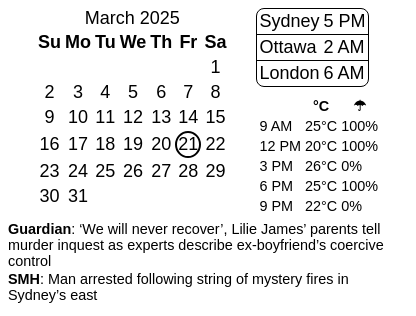 March 2025
Su Mo Tu We Th Fr Sa
1
2 3 4 5 6 7 8
9 10 11 12 13 14 15
16 17 18 19 20 21 22
23 24 25 26 27 28 29
30 31
Sydney 5 PM
Ottawa 2 AM
London 6 AM
°C ☂
9 AM 25°C 100%
12 PM 20°C 100%
3 PM 26°C 0%
6 PM 25°C 100%
9 PM 22°C 0%
Guardian: ‘We will never recover’, Lilie James’ parents tell
murder inquest as experts describe ex-boyfriend’s coercive
control
SMH: Man arrested following string of mystery fires in
Sydney’s east